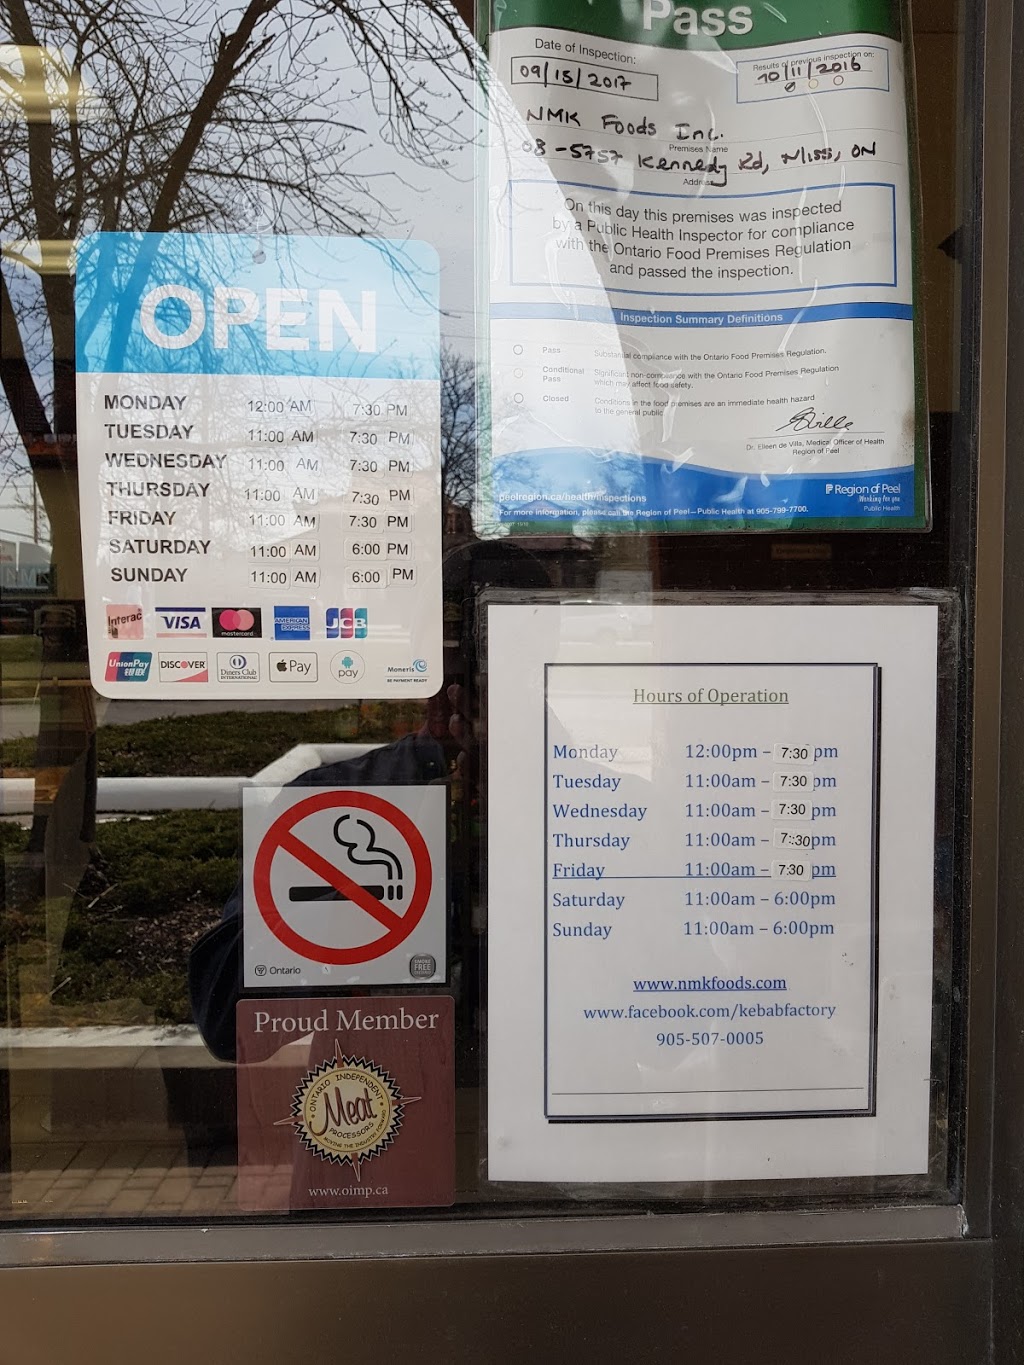 Pass
Date of Inspection:
09/15/2017
Results of previous inspection on:
10/11/2016
NMK Foods Inc.
Premises Name
08-5757 Kennedy Rd, Miss, ON
Address
On this day this premises was inspected
by a Public Health Inspector for compliance
with the Ontario Food Premises Regulation
and passed the inspection.
Inspection Summary Definitions
Pass Substantial compliance with the Ontario Food Premises Regulation.
Conditional Pass Significant non-compliance with the Ontario Food Premises Regulation
which may affect food safety.
Closed Conditions in the food premises are an immediate health hazard
to the general public
Dr. Eileen de Villa, Medical Officer of Health
Region of Peel
peelregion.ca/health/inspections
For more information, please call the Region of Peel—Public Health at 905-799-7700.
Region of Peel
Working for you
Public Health
OPEN
MONDAY 12:00 AM 7:30 PM
TUESDAY 11:00 AM 7:30 PM
WEDNESDAY 11:00 AM 7:30 PM
THURSDAY 11:00 AM 7:30 PM
FRIDAY 11:00 AM 7:30 PM
SATURDAY 11:00 AM 6:00 PM
SUNDAY 11:00 AM 6:00 PM
Interac VISA mastercard AMERICAN EXPRESS JCB
UnionPay 银联 DISCOVER Diners Club INTERNATIONAL Pay pay Moneris
BE PAYMENT READY
Hours of Operation
Monday 12:00pm – 7:30 pm
Tuesday 11:00am – 7:30 pm
Wednesday 11:00am – 7:30 pm
Thursday 11:00am – 7:30pm
Friday 11:00am – 7:30 pm
Saturday 11:00am – 6:00pm
Sunday 11:00am – 6:00pm
www.nmkfoods.com
www.facebook.com/kebabfactory
905-507-0005
Ontario
SMOKE
FREE
Proud Member
ONTARIO INDEPENDENT
Meat
PROCESSORS
MOVING THE INDUSTRY FORWARD
www.oimp.ca